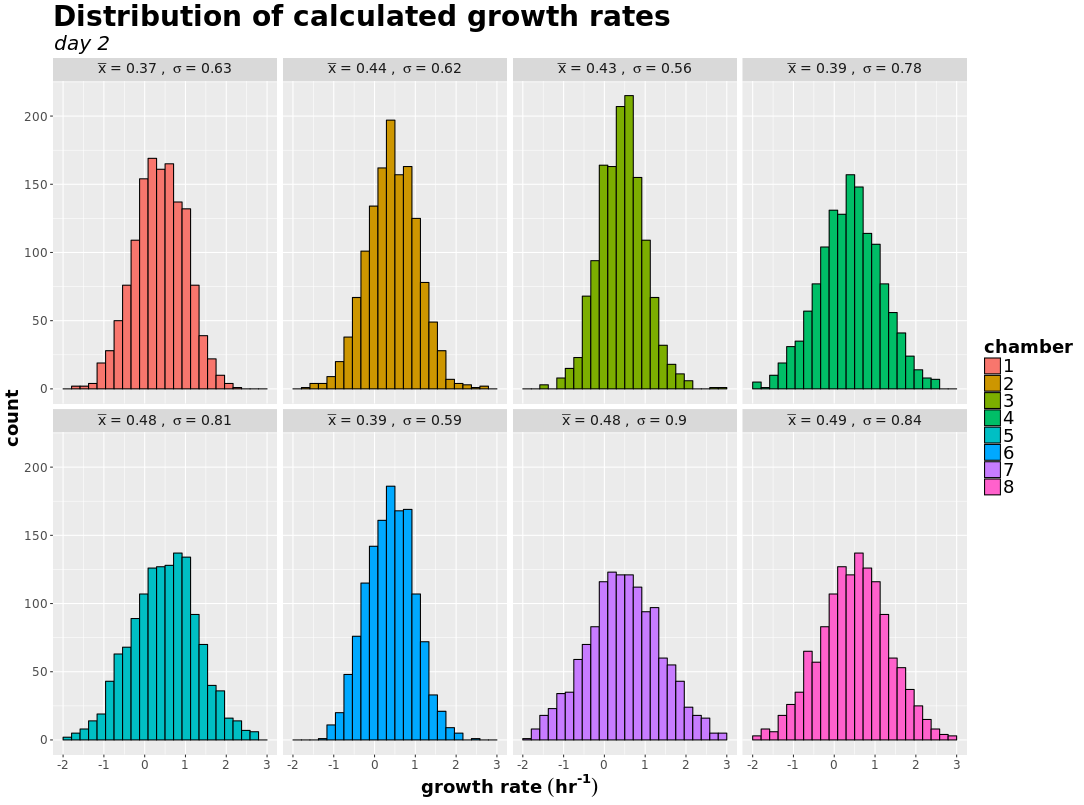 Distribution of calculated growth rates
day 2
x̅ = 0.37 , σ = 0.63
x̅ = 0.44 , σ = 0.62
x̅ = 0.43 , σ = 0.56
x̅ = 0.39 , σ = 0.78
200
150
100
50
0
x̅ = 0.48 , σ = 0.81
x̅ = 0.39 , σ = 0.59
x̅ = 0.48 , σ = 0.9
x̅ = 0.49 , σ = 0.84
200
150
100
50
0
-2 -1 0 1 2 3
-2 -1 0 1 2 3
-2 -1 0 1 2 3
-2 -1 0 1 2 3
count
growth rate (hr⁻¹)
chamber
1
2
3
4
5
6
7
8